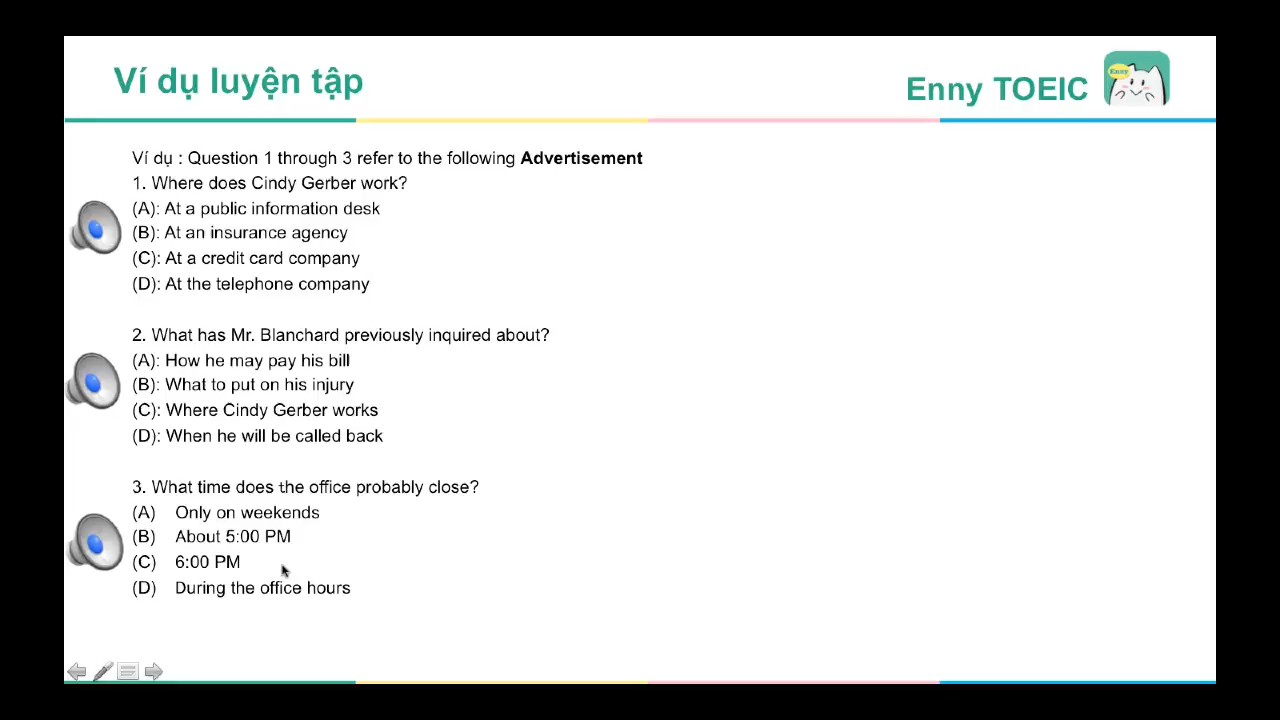 Ví dụ luyện tập
Enny TOEIC
Enny
Ví dụ : Question 1 through 3 refer to the following Advertisement
1. Where does Cindy Gerber work?
(A): At a public information desk
(B): At an insurance agency
(C): At a credit card company
(D): At the telephone company
2. What has Mr. Blanchard previously inquired about?
(A): How he may pay his bill
(B): What to put on his injury
(C): Where Cindy Gerber works
(D): When he will be called back
3. What time does the office probably close?
(A) Only on weekends
(B) About 5:00 PM
(C) 6:00 PM
(D) During the office hours